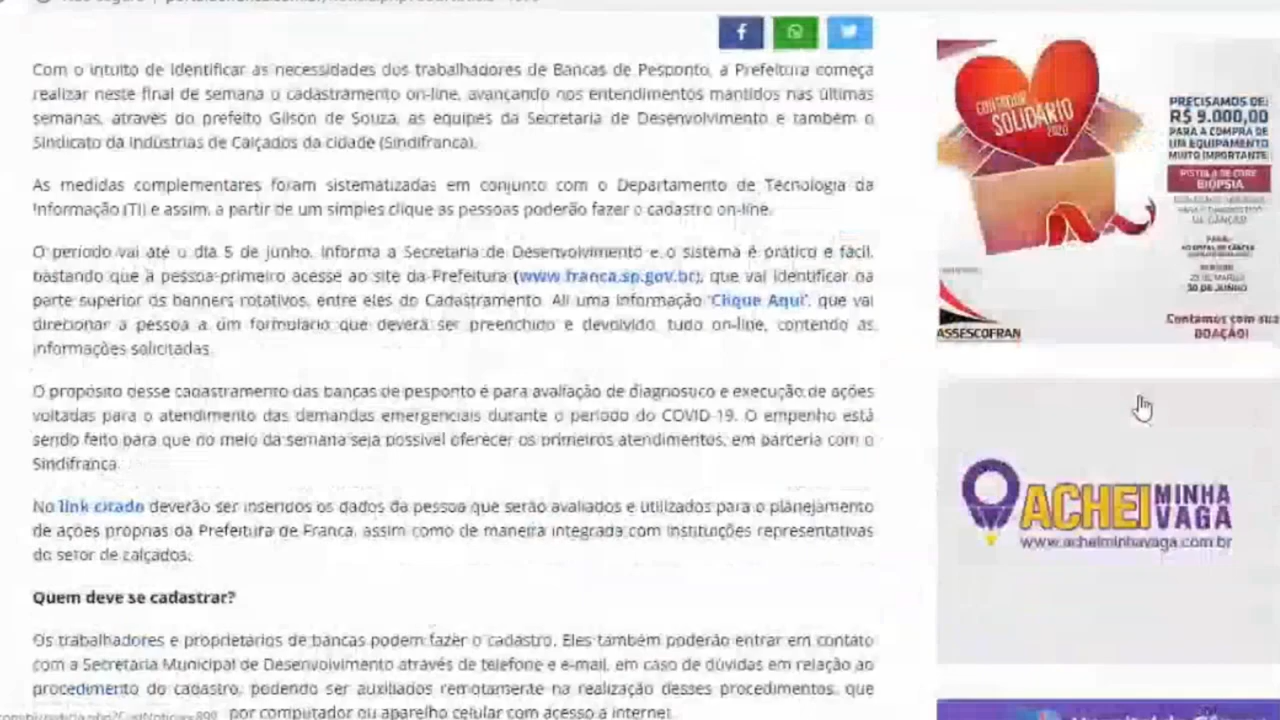 Com o intuito de identificar as necessidades dos trabalhadores de Bancas de Pesponto, a Prefeitura começa
realizar neste final de semana o cadastramento on-line, avançando nos entendimentos mantidos nas últimas
semanas, através do prefeito Gilson de Souza, as equipes da Secretaria de Desenvolvimento e também o
Sindicato da Indústrias de Calçados da cidade (Sindifranca).
As medidas complementares foram sistematizadas em conjunto com o Departamento de Tecnologia da
Informação (TI) e assim, a partir de um simples clique as pessoas poderão fazer o cadastro on-line.
O período vai até o dia 5 de junho, informa a Secretaria de Desenvolvimento e o sistema é prático e fácil,
bastando que a pessoa primeiro acesse ao site da Prefeitura (www.franca.sp.gov.br), que vai identificar na
parte superior os banners rotativos, entre eles do Cadastramento. Ali uma informação 'Clique Aqui', que vai
direcionar a pessoa a um formulário que deverá ser preenchido e devolvido, tudo on-line, contendo as
informações solicitadas.
O propósito desse cadastramento das bancas de pesponto é para avaliação de diagnostico e execução de ações
voltadas para o atendimento das demandas emergenciais durante o período do COVID-19. O empenho está
sendo feito para que no meio da semana seja possível oferecer os primeiros atendimentos, em parceria com o
Sindifranca.
No link citado deverão ser inseridos os dados da pessoa que serão avaliados e utilizados para o planejamento
de ações próprias da Prefeitura de Franca, assim como de maneira integrada com instituições representativas
do setor de calçados.
Quem deve se cadastrar?
Os trabalhadores e proprietários de bancas podem fazer o cadastro. Eles também poderão entrar em contato
com a Secretaria Municipal de Desenvolvimento através de telefone e e-mail, em caso de dúvidas em relação ao
procedimento do cadastro, podendo ser auxiliados remotamente na realização desses procedimentos, que
por computador ou aparelho celular com acesso à internet.
CONTADOR
SOLIDÁRIO
2020
PRECISAMOS DE:
R$ 9.000,00
PARA A COMPRA DE
UM EQUIPAMENTO
MUITO IMPORTANTE:
PISTOLA DE CORE
BIÓPSIA
30 DE JUNHO
Contamos com sua
DOAÇÃO!
ASSESCOFRAN
ACHEI MINHA VAGA
www.acheiminhavaga.com.br